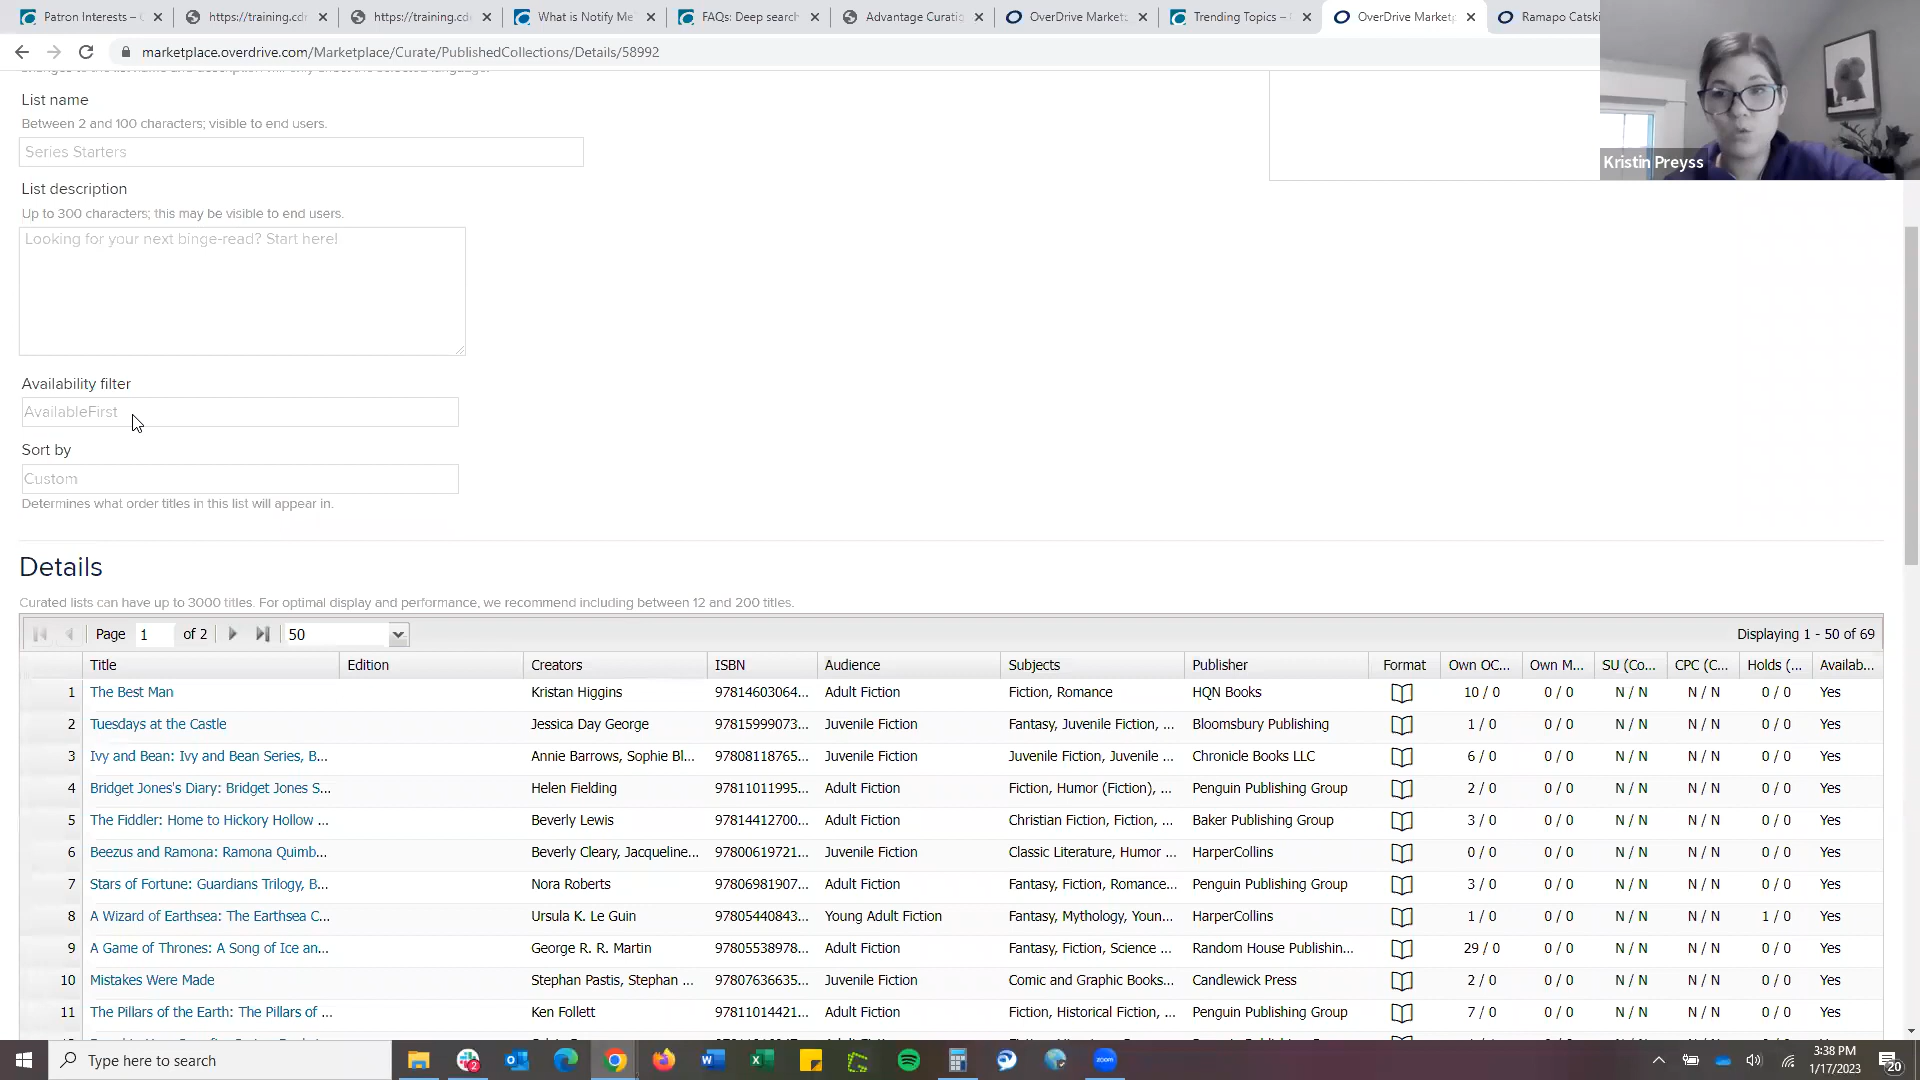 Patron Interests –
https://training.cd
https://training.cd
What is Notify Me
FAQs: Deep search
Advantage Curatic
OverDrive Markets
Trending Topics –
OverDrive Marketp
Ramapo Catski
marketplace.overdrive.com/Marketplace/Curate/PublishedCollections/Details/58992
changes to the list name and description will only affect the selected language.
List name
Between 2 and 100 characters; visible to end users.
Series Starters
List description
Up to 300 characters; this may be visible to end users.
Looking for your next binge-read? Start here!
Availability filter
AvailableFirst
Sort by
Custom
Determines what order titles in this list will appear in.
Kristin Preyss
Details
Curated lists can have up to 3000 titles. For optimal display and performance, we recommend including between 12 and 200 titles.
Page 1 of 2 50 Displaying 1 - 50 of 69
Title Edition Creators ISBN Audience Subjects Publisher Format Own OC... Own M... SU (Co... CPC (C... Holds (... Availab...
1 The Best Man Kristan Higgins 97814603064... Adult Fiction Fiction, Romance HQN Books 10 / 0 0 / 0 N / N N / N 0 / 0 Yes
2 Tuesdays at the Castle Jessica Day George 97815999073... Juvenile Fiction Fantasy, Juvenile Fiction, ... Bloomsbury Publishing 1 / 0 0 / 0 N / N N / N 0 / 0 Yes
3 Ivy and Bean: Ivy and Bean Series, B... Annie Barrows, Sophie Bl... 97808118765... Juvenile Fiction Juvenile Fiction, Juvenile ... Chronicle Books LLC 6 / 0 0 / 0 N / N N / N 0 / 0 Yes
4 Bridget Jones's Diary: Bridget Jones S... Helen Fielding 97811011995... Adult Fiction Fiction, Humor (Fiction), ... Penguin Publishing Group 2 / 0 0 / 0 N / N N / N 0 / 0 Yes
5 The Fiddler: Home to Hickory Hollow ... Beverly Lewis 97814412700... Adult Fiction Christian Fiction, Fiction, ... Baker Publishing Group 3 / 0 0 / 0 N / N N / N 0 / 0 Yes
6 Beezus and Ramona: Ramona Quimb... Beverly Cleary, Jacqueline... 97800619721... Juvenile Fiction Classic Literature, Humor ... HarperCollins 0 / 0 0 / 0 N / N N / N 0 / 0 Yes
7 Stars of Fortune: Guardians Trilogy, B... Nora Roberts 97806981907... Adult Fiction Fantasy, Fiction, Romance... Penguin Publishing Group 3 / 0 0 / 0 N / N N / N 0 / 0 Yes
8 A Wizard of Earthsea: The Earthsea C... Ursula K. Le Guin 97805440843... Young Adult Fiction Fantasy, Mythology, Youn... HarperCollins 1 / 0 0 / 0 N / N N / N 1 / 0 Yes
9 A Game of Thrones: A Song of Ice an... George R. R. Martin 97805538978... Adult Fiction Fantasy, Fiction, Science ... Random House Publishin... 29 / 0 0 / 0 N / N N / N 0 / 0 Yes
10 Mistakes Were Made Stephan Pastis, Stephan ... 97807636635... Juvenile Fiction Comic and Graphic Books... Candlewick Press 2 / 0 0 / 0 N / N N / N 0 / 0 Yes
11 The Pillars of the Earth: The Pillars of ... Ken Follett 97811014421... Adult Fiction Fiction, Historical Fiction, ... Penguin Publishing Group 7 / 0 0 / 0 N / N N / N 0 / 0 Yes
Type here to search
2
zoom
3:38 PM
1/17/2023
20